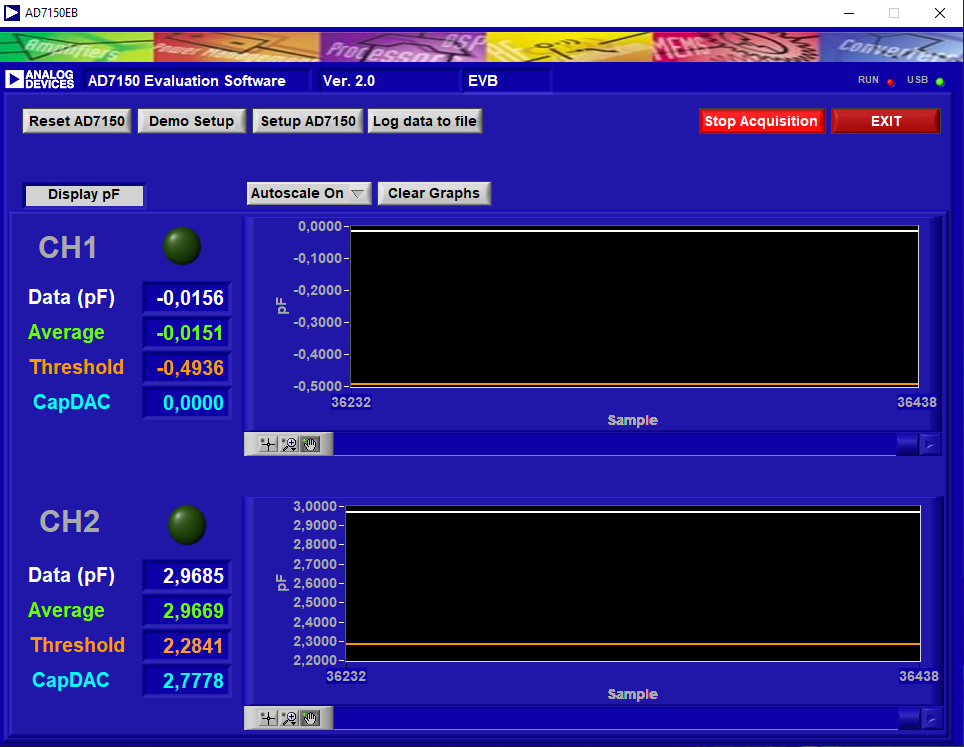 AD7150EB
Amplifiers Power Management Processors DSP MEMS Converters
ANALOG DEVICES AD7150 Evaluation Software Ver. 2.0 EVB RUN USB
Reset AD7150 Demo Setup Setup AD7150 Log data to file Stop Acquisition EXIT
Display pF Autoscale On Clear Graphs
CH1
Data (pF) -0,0156
Average -0,0151
Threshold -0,4936
CapDAC 0,0000
pF
0,0000
-0,1000
-0,2000
-0,3000
-0,4000
-0,5000
36232 36438
Sample
CH2
Data (pF) 2,9685
Average 2,9669
Threshold 2,2841
CapDAC 2,7778
pF
3,0000
2,9000
2,8000
2,7000
2,6000
2,5000
2,4000
2,3000
2,2000
36232 36438
Sample